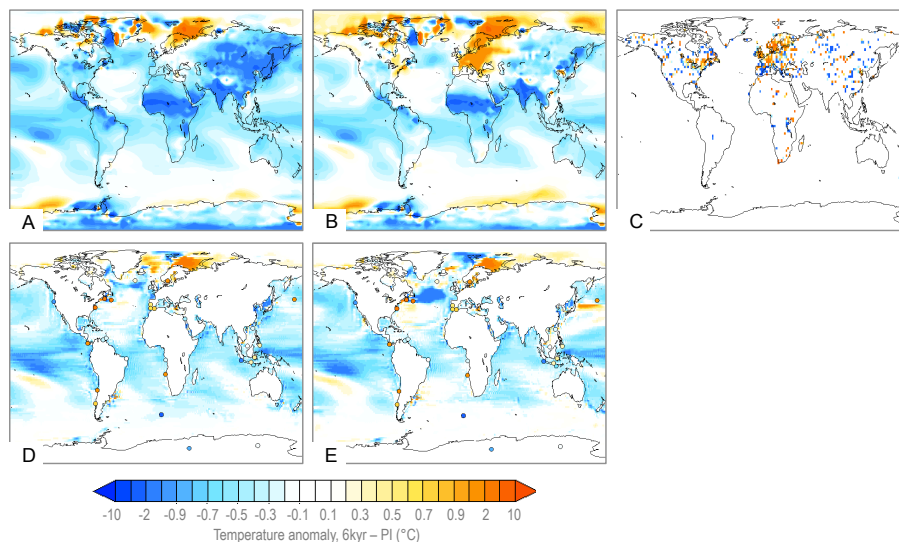 A
B
C
D
E
-10 -2 -0.9 -0.7 -0.5 -0.3 -0.1 0.1 0.3 0.5 0.7 0.9 2 10
Temperature anomaly, 6kyr – PI (°C)